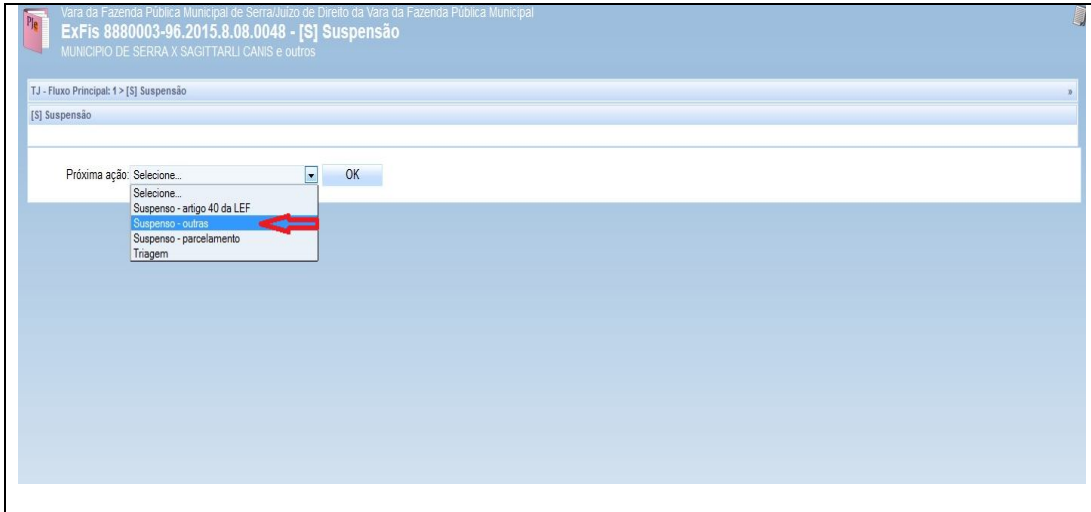 PJe
Vara da Fazenda Pública Municipal de Serra/Juízo de Direito da Vara da Fazenda Pública Municipal
ExFis 8880003-96.2015.8.08.0048 - [S] Suspensão
MUNICIPIO DE SERRA X SAGITTARLI CANIS e outros
TJ - Fluxo Principal: 1 > [S] Suspensão »
[S] Suspensão
Próxima ação: Selecione... OK
Selecione...
Suspenso - artigo 40 da LEF
Suspenso - outras
Suspenso - parcelamento
Triagem